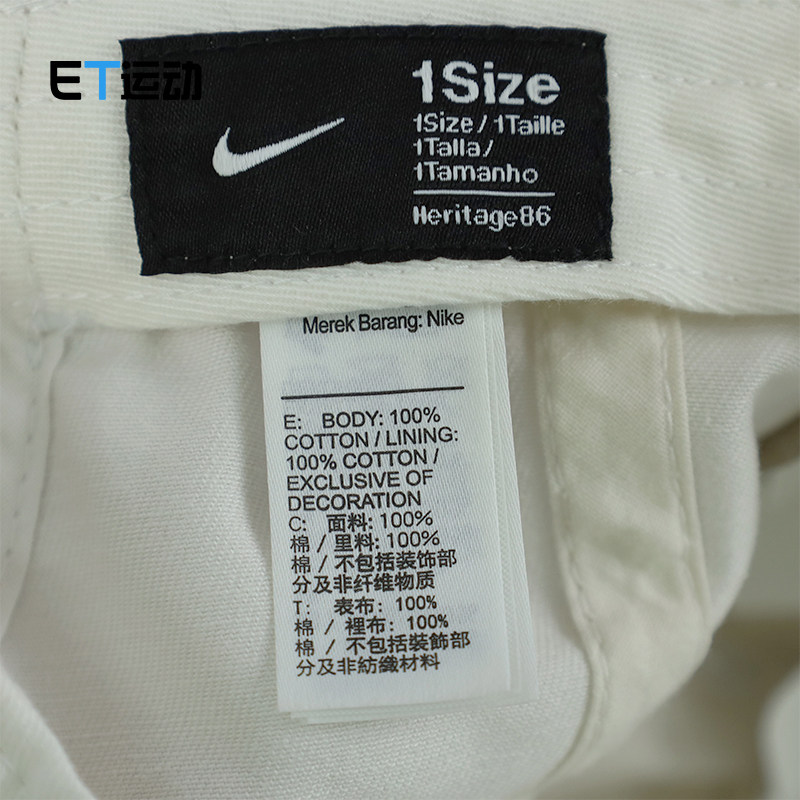 ET运动
1Size
1Size / 1Taille
1Talla/
1Tamanho
Heritage86
Merek Barang: Nike
E: BODY: 100%
COTTON / LINING:
100% COTTON /
EXCLUSIVE OF
DECORATION
C: 面料: 100%
棉 / 里料: 100%
棉 / 不包括装饰部
分及非纤维物质
T: 表布: 100%
棉 / 裡布: 100%
棉 / 不包括裝飾部
分及非紡織材料